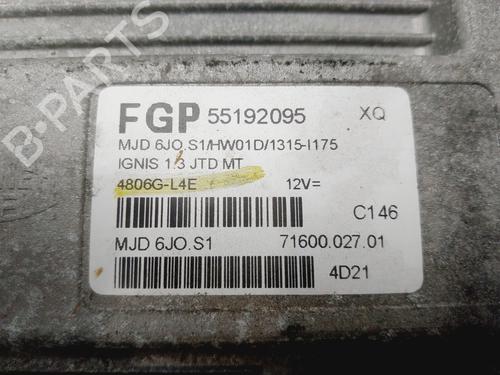 B-PARTS
FGP 55192095 XQ
MJD 6JO.S1/HW01D/1315-I175
IGNIS 1.3 JTD MT
4806G-L4E 12V=
C146
MJD 6JO.S1 71600.027.01
4D21